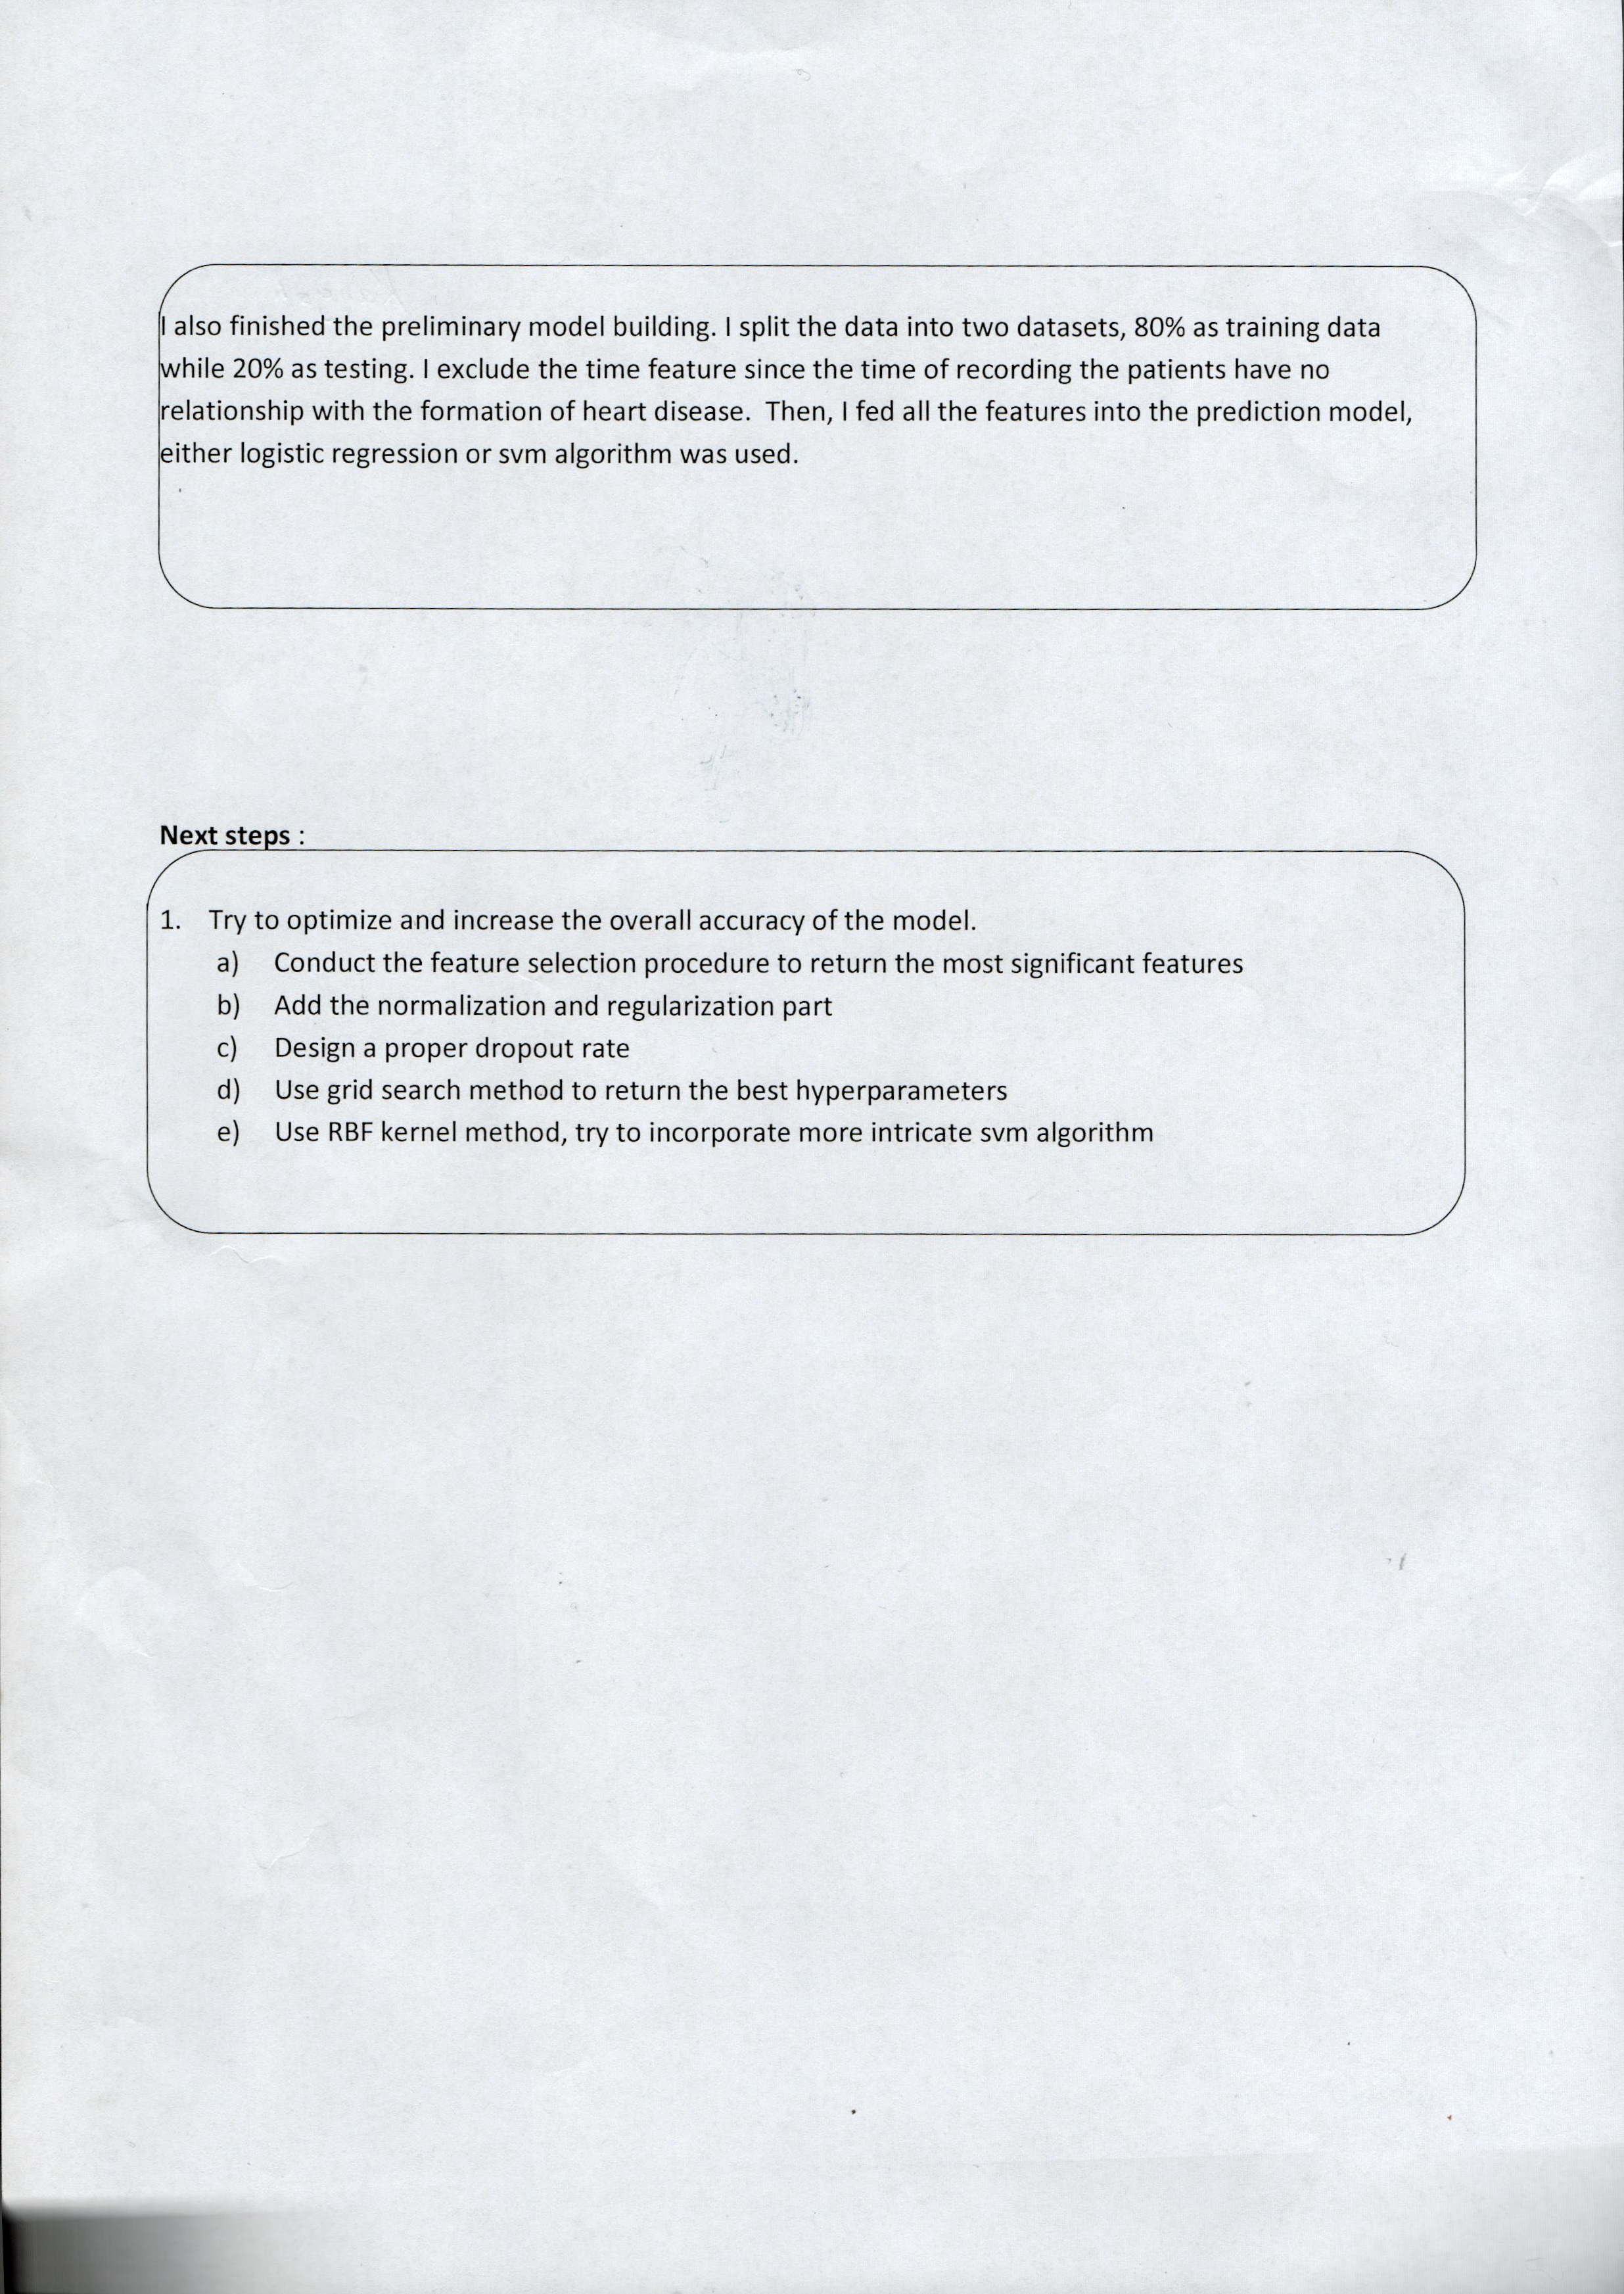 I also finished the preliminary model building. I split the data into two datasets, 80% as training data
while 20% as testing. I exclude the time feature since the time of recording the patients have no
relationship with the formation of heart disease.  Then, I fed all the features into the prediction model,
either logistic regression or svm algorithm was used.
Next steps :
1. Try to optimize and increase the overall accuracy of the model.
a) Conduct the feature selection procedure to return the most significant features
b) Add the normalization and regularization part
c) Design a proper dropout rate
d) Use grid search method to return the best hyperparameters
e) Use RBF kernel method, try to incorporate more intricate svm algorithm